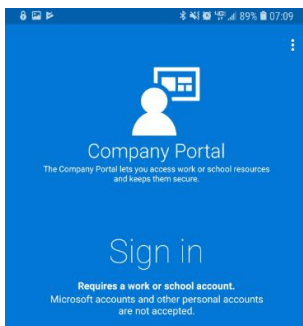 89% 07:09
Company Portal
The Company Portal lets you access work or school resources
and keeps them secure.
Sign in
Requires a work or school account.
Microsoft accounts and other personal accounts
are not accepted.